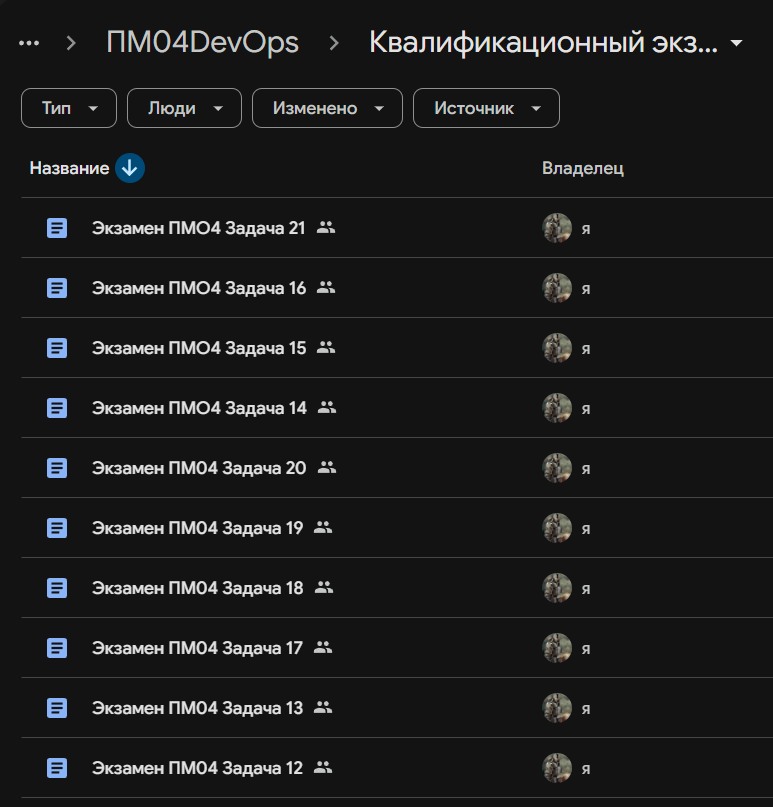 ... > ПМ04DevOps > Квалификационный экз...
Тип Люди Изменено Источник
Название Владелец
Экзамен ПМО4 Задача 21 я
Экзамен ПМО4 Задача 16 я
Экзамен ПМО4 Задача 15 я
Экзамен ПМО4 Задача 14 я
Экзамен ПМ04 Задача 20 я
Экзамен ПМ04 Задача 19 я
Экзамен ПМ04 Задача 18 я
Экзамен ПМ04 Задача 17 я
Экзамен ПМ04 Задача 13 я
Экзамен ПМ04 Задача 12 я